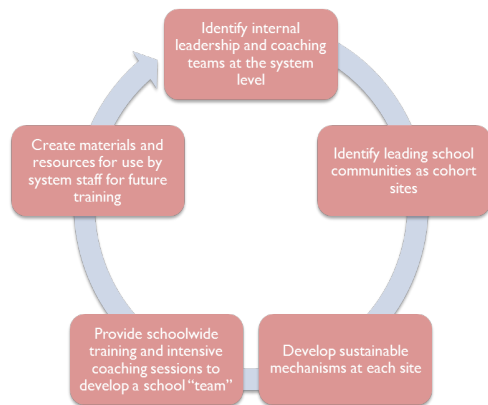 Identify internal
leadership and coaching
teams at the system
level
Identify leading school
communities as cohort
sites
Develop sustainable
mechanisms at each site
Provide schoolwide
training and intensive
coaching sessions to
develop a school “team”
Create materials and
resources for use by
system staff for future
training